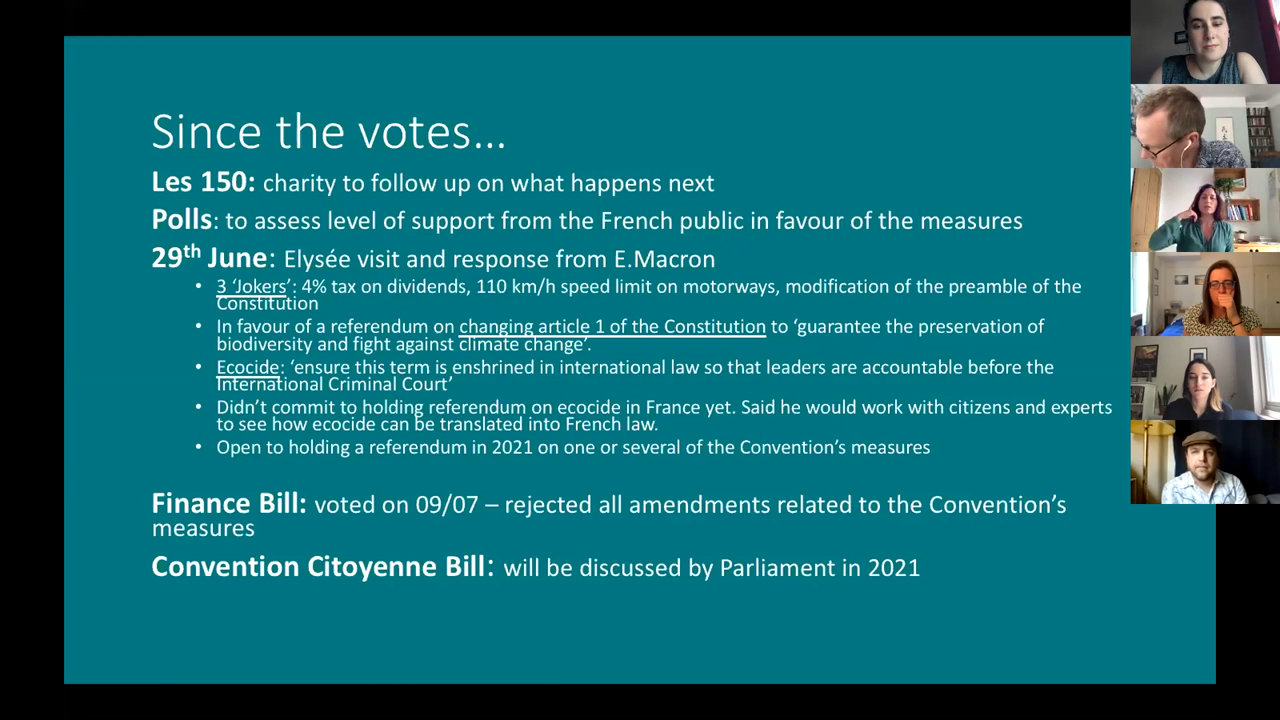 Since the votes...
Les 150: charity to follow up on what happens next
Polls: to assess level of support from the French public in favour of the measures
29th June: Elysée visit and response from E.Macron
• 3 ‘Jokers’: 4% tax on dividends, 110 km/h speed limit on motorways, modification of the preamble of the
Constitution
• In favour of a referendum on changing article 1 of the Constitution to ‘guarantee the preservation of
biodiversity and fight against climate change’.
• Ecocide: ‘ensure this term is enshrined in international law so that leaders are accountable before the
International Criminal Court’
• Didn’t commit to holding referendum on ecocide in France yet. Said he would work with citizens and experts
to see how ecocide can be translated into French law.
• Open to holding a referendum in 2021 on one or several of the Convention’s measures
Finance Bill: voted on 09/07 – rejected all amendments related to the Convention’s
measures
Convention Citoyenne Bill: will be discussed by Parliament in 2021